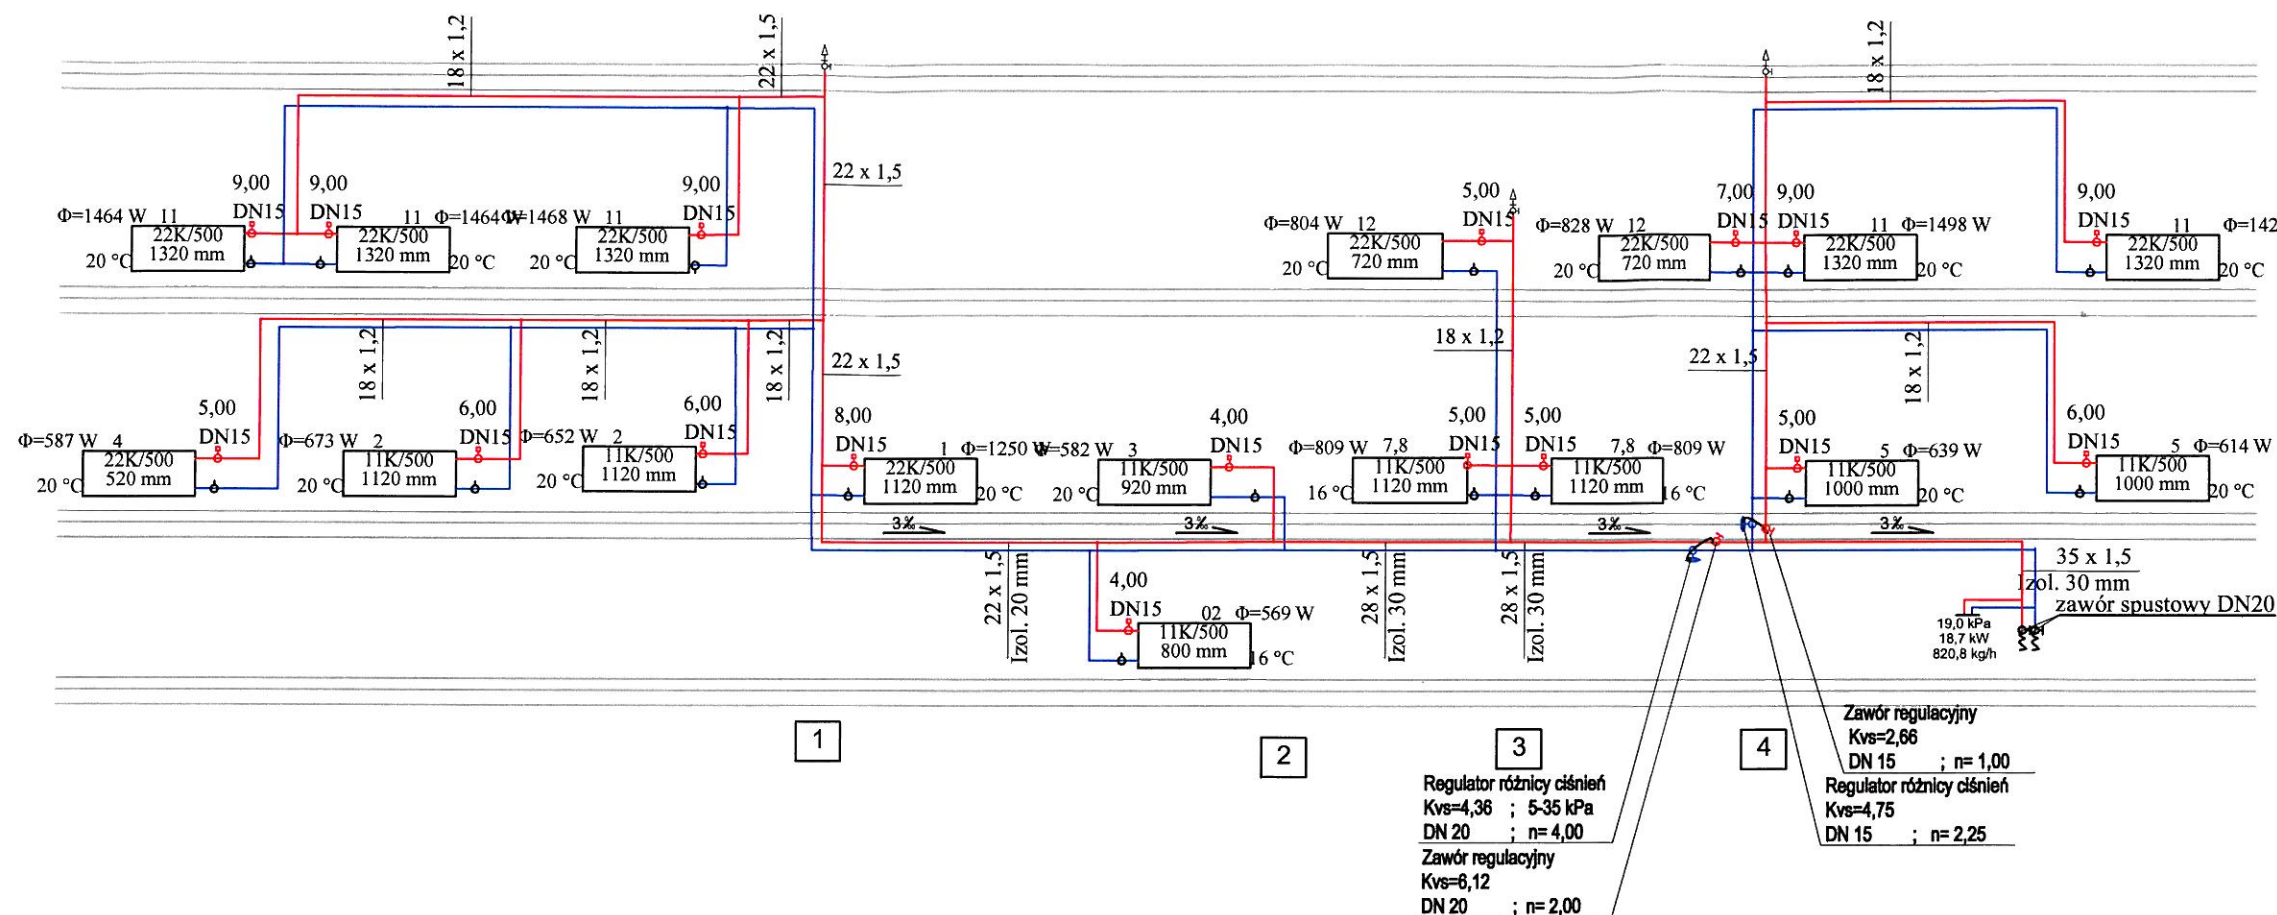 18 x 1,2
22 x 1,5
18 x 1,2
22 x 1,5
9,00
DN15
9,00
DN15
9,00
DN15
5,00
DN15
7,00
DN15
9,00
DN15
9,00
DN15
Φ=1464 W 11
22K/500
1320 mm
20 °C
11 Φ=1464 W
22K/500
1320 mm
20 °C
Φ=1468 W 11
22K/500
1320 mm
20 °C
Φ=804 W 12
22K/500
720 mm
20 °C
Φ=828 W 12
22K/500
720 mm
20 °C
11 Φ=1498 W
22K/500
1320 mm
20 °C
11 Φ=142
22K/500
1320 mm
20 °C
18 x 1,2
18 x 1,2
18 x 1,2
22 x 1,5
18 x 1,2
22 x 1,5
18 x 1,2
5,00
DN15
6,00
DN15
6,00
DN15
8,00
DN15
4,00
DN15
5,00
DN15
5,00
DN15
5,00
DN15
6,00
DN15
Φ=587 W 4
22K/500
520 mm
20 °C
Φ=673 W 2
11K/500
1120 mm
20 °C
Φ=652 W 2
11K/500
1120 mm
20 °C
1 Φ=1250 W
22K/500
1120 mm
20 °C
Φ=582 W 3
11K/500
920 mm
20 °C
Φ=809 W 7,8
11K/500
1120 mm
16 °C
7,8 Φ=809 W
11K/500
1120 mm
16 °C
5 Φ=639 W
11K/500
1000 mm
20 °C
5 Φ=614 W
11K/500
1000 mm
20 °C
3‰
3‰
3‰
3‰
22 x 1,5
Izol. 20 mm
28 x 1,5
Izol. 30 mm
28 x 1,5
Izol. 30 mm
35 x 1,5
Izol. 30 mm
zawór spustowy DN20
4,00
DN15
02 Φ=569 W
11K/500
800 mm
16 °C
19,0 kPa
18,7 kW
820,8 kg/h
1
2
3
4
Zawór regulacyjny
Kvs=2,66
DN 15 ; n= 1,00
Regulator różnicy ciśnień
Kvs=4,75
DN 15 ; n= 2,25
Regulator różnicy ciśnień
Kvs=4,36 ; 5-35 kPa
DN 20 ; n= 4,00
Zawór regulacyjny
Kvs=6,12
DN 20 ; n= 2,00